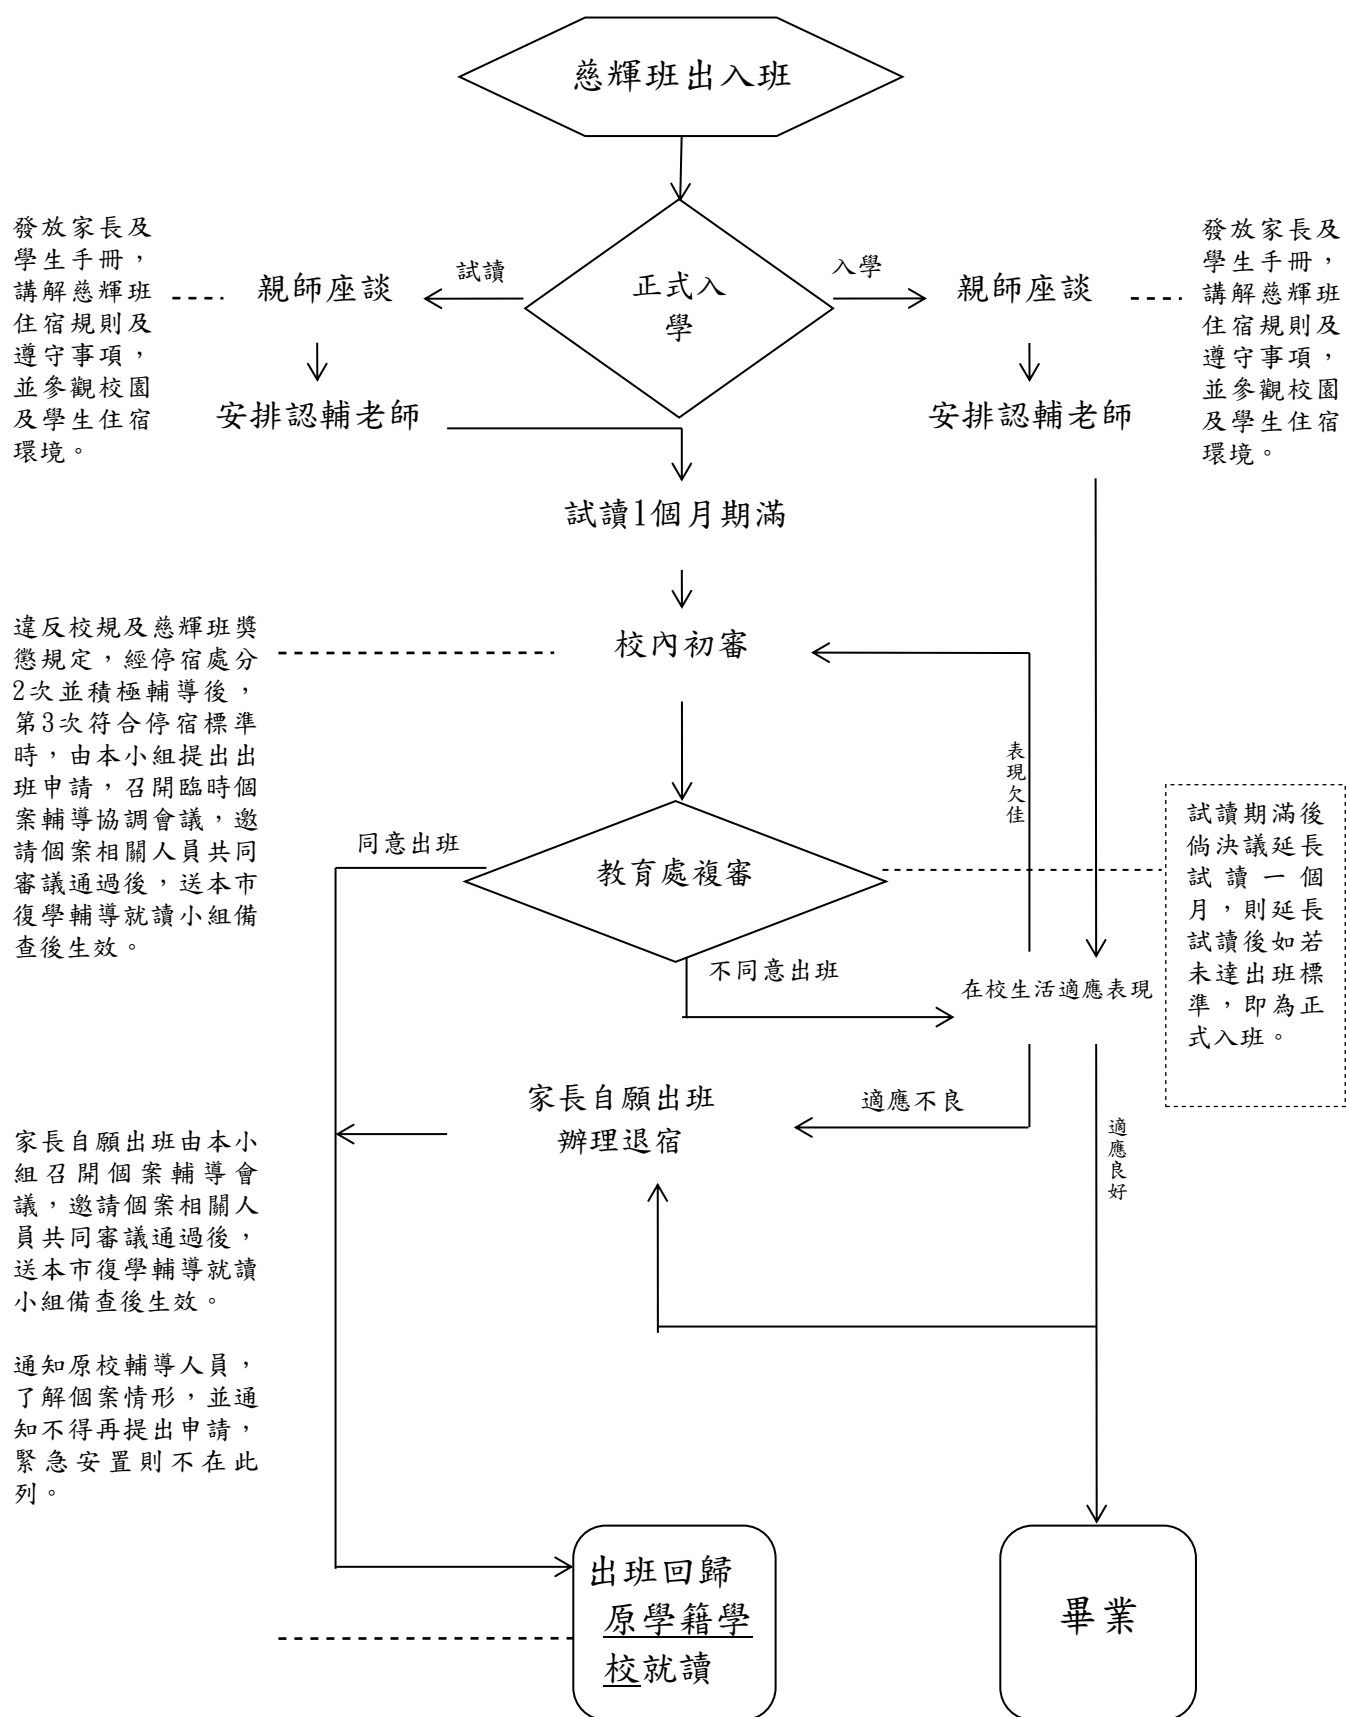 慈輝班出入班
發放家長及
學生手冊，
講解慈輝班
住宿規則及
遵守事項，
並參觀校園
及學生住宿
環境。
親師座談
試讀
正式入
學
入學
親師座談
發放家長及
學生手冊，
講解慈輝班
住宿規則及
遵守事項，
並參觀校園
及學生住宿
環境。
安排認輔老師
安排認輔老師
試讀1個月期滿
違反校規及慈輝班獎
懲規定，經停宿處分
2次並積極輔導後，
第3次符合停宿標準
時，由本小組提出出
班申請，召開臨時個
案輔導協調會議，邀
請個案相關人員共同
審議通過後，送本市
復學輔導就讀小組備
查後生效。
校內初審
表現欠佳
同意出班
教育處複審
試讀期滿後
倘決議延長
試讀一個
月，則延長
試讀後如若
未達出班標
準，即為正
式入班。
不同意出班
在校生活適應表現
家長自願出班
辦理退宿
適應不良
適應良好
家長自願出班由本小
組召開個案輔導會
議，邀請個案相關人
員共同審議通過後，
送本市復學輔導就讀
小組備查後生效。
通知原校輔導人員，
了解個案情形，並通
知不得再提出申請，
緊急安置則不在此
列。
出班回歸
原學籍學
校就讀
畢業